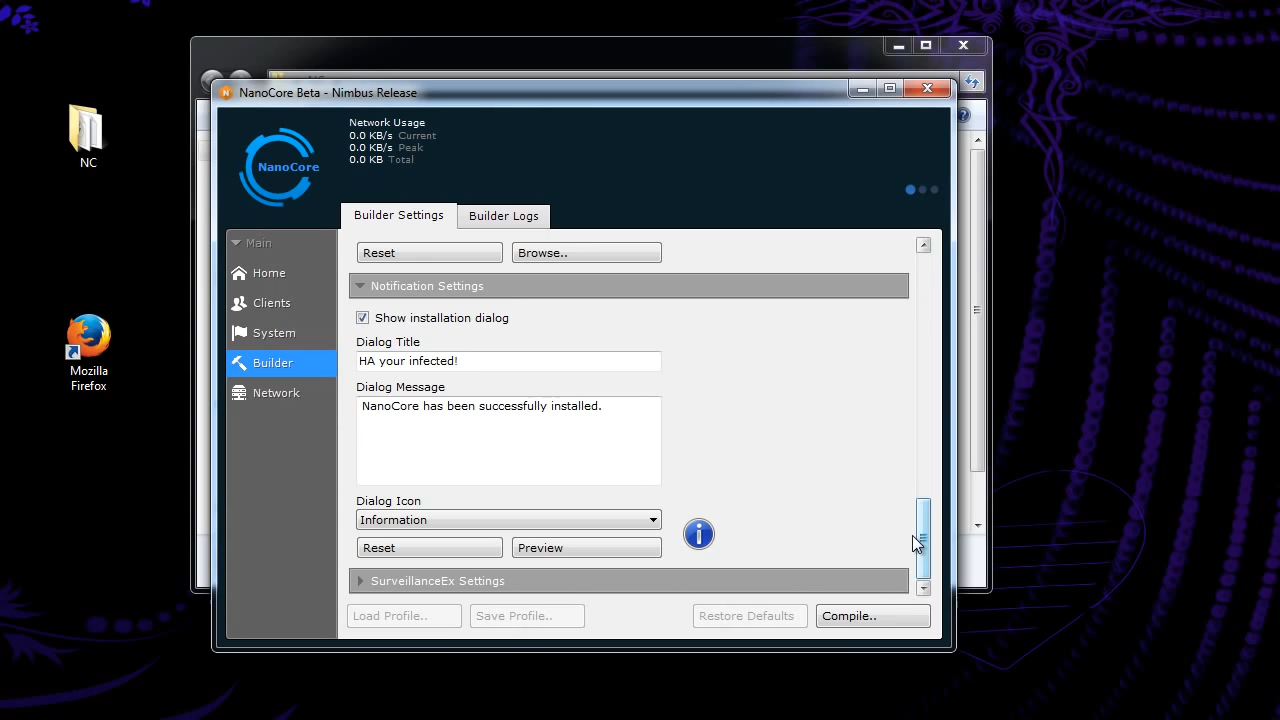 NC
Mozilla
Firefox
NanoCore Beta - Nimbus Release
NanoCore
Network Usage
0.0 KB/s Current
0.0 KB/s Peak
0.0 KB Total
Builder Settings
Builder Logs
Main
Home
Clients
System
Builder
Network
Reset
Browse..
Notification Settings
Show installation dialog
Dialog Title
HA your infected!
Dialog Message
NanoCore has been successfully installed.
Dialog Icon
Information
Reset
Preview
SurveillanceEx Settings
Load Profile..
Save Profile..
Restore Defaults
Compile..